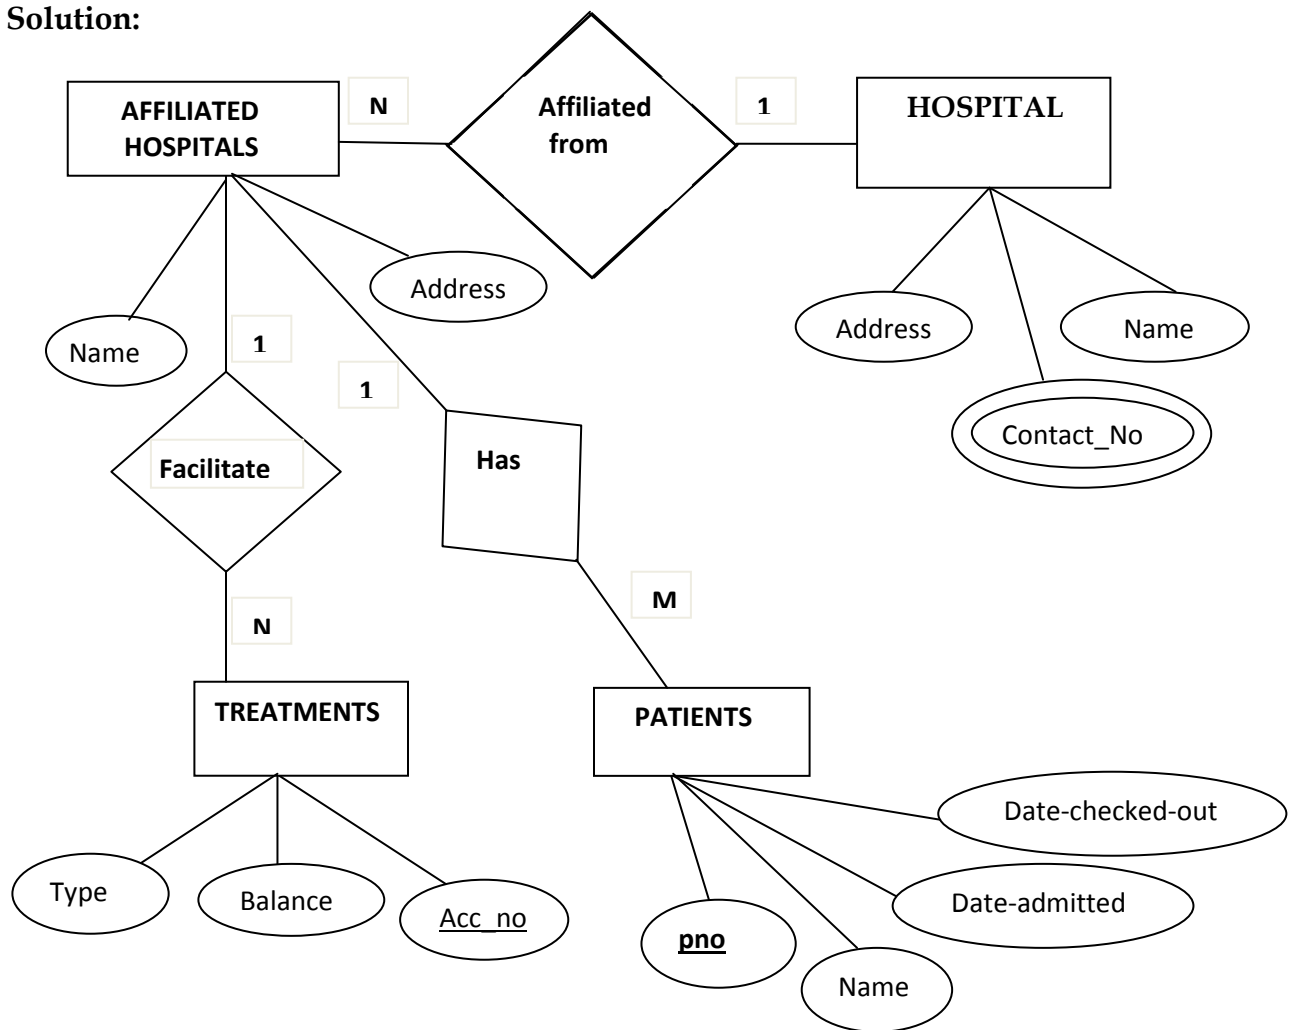 Solution:
AFFILIATED
HOSPITALS
N
Affiliated
from
1
HOSPITAL
Name
Address
Address
Name
Contact_No
1
1
Facilitate
Has
N
M
TREATMENTS
PATIENTS
Type
Balance
Acc_no
pno
Name
Date-admitted
Date-checked-out